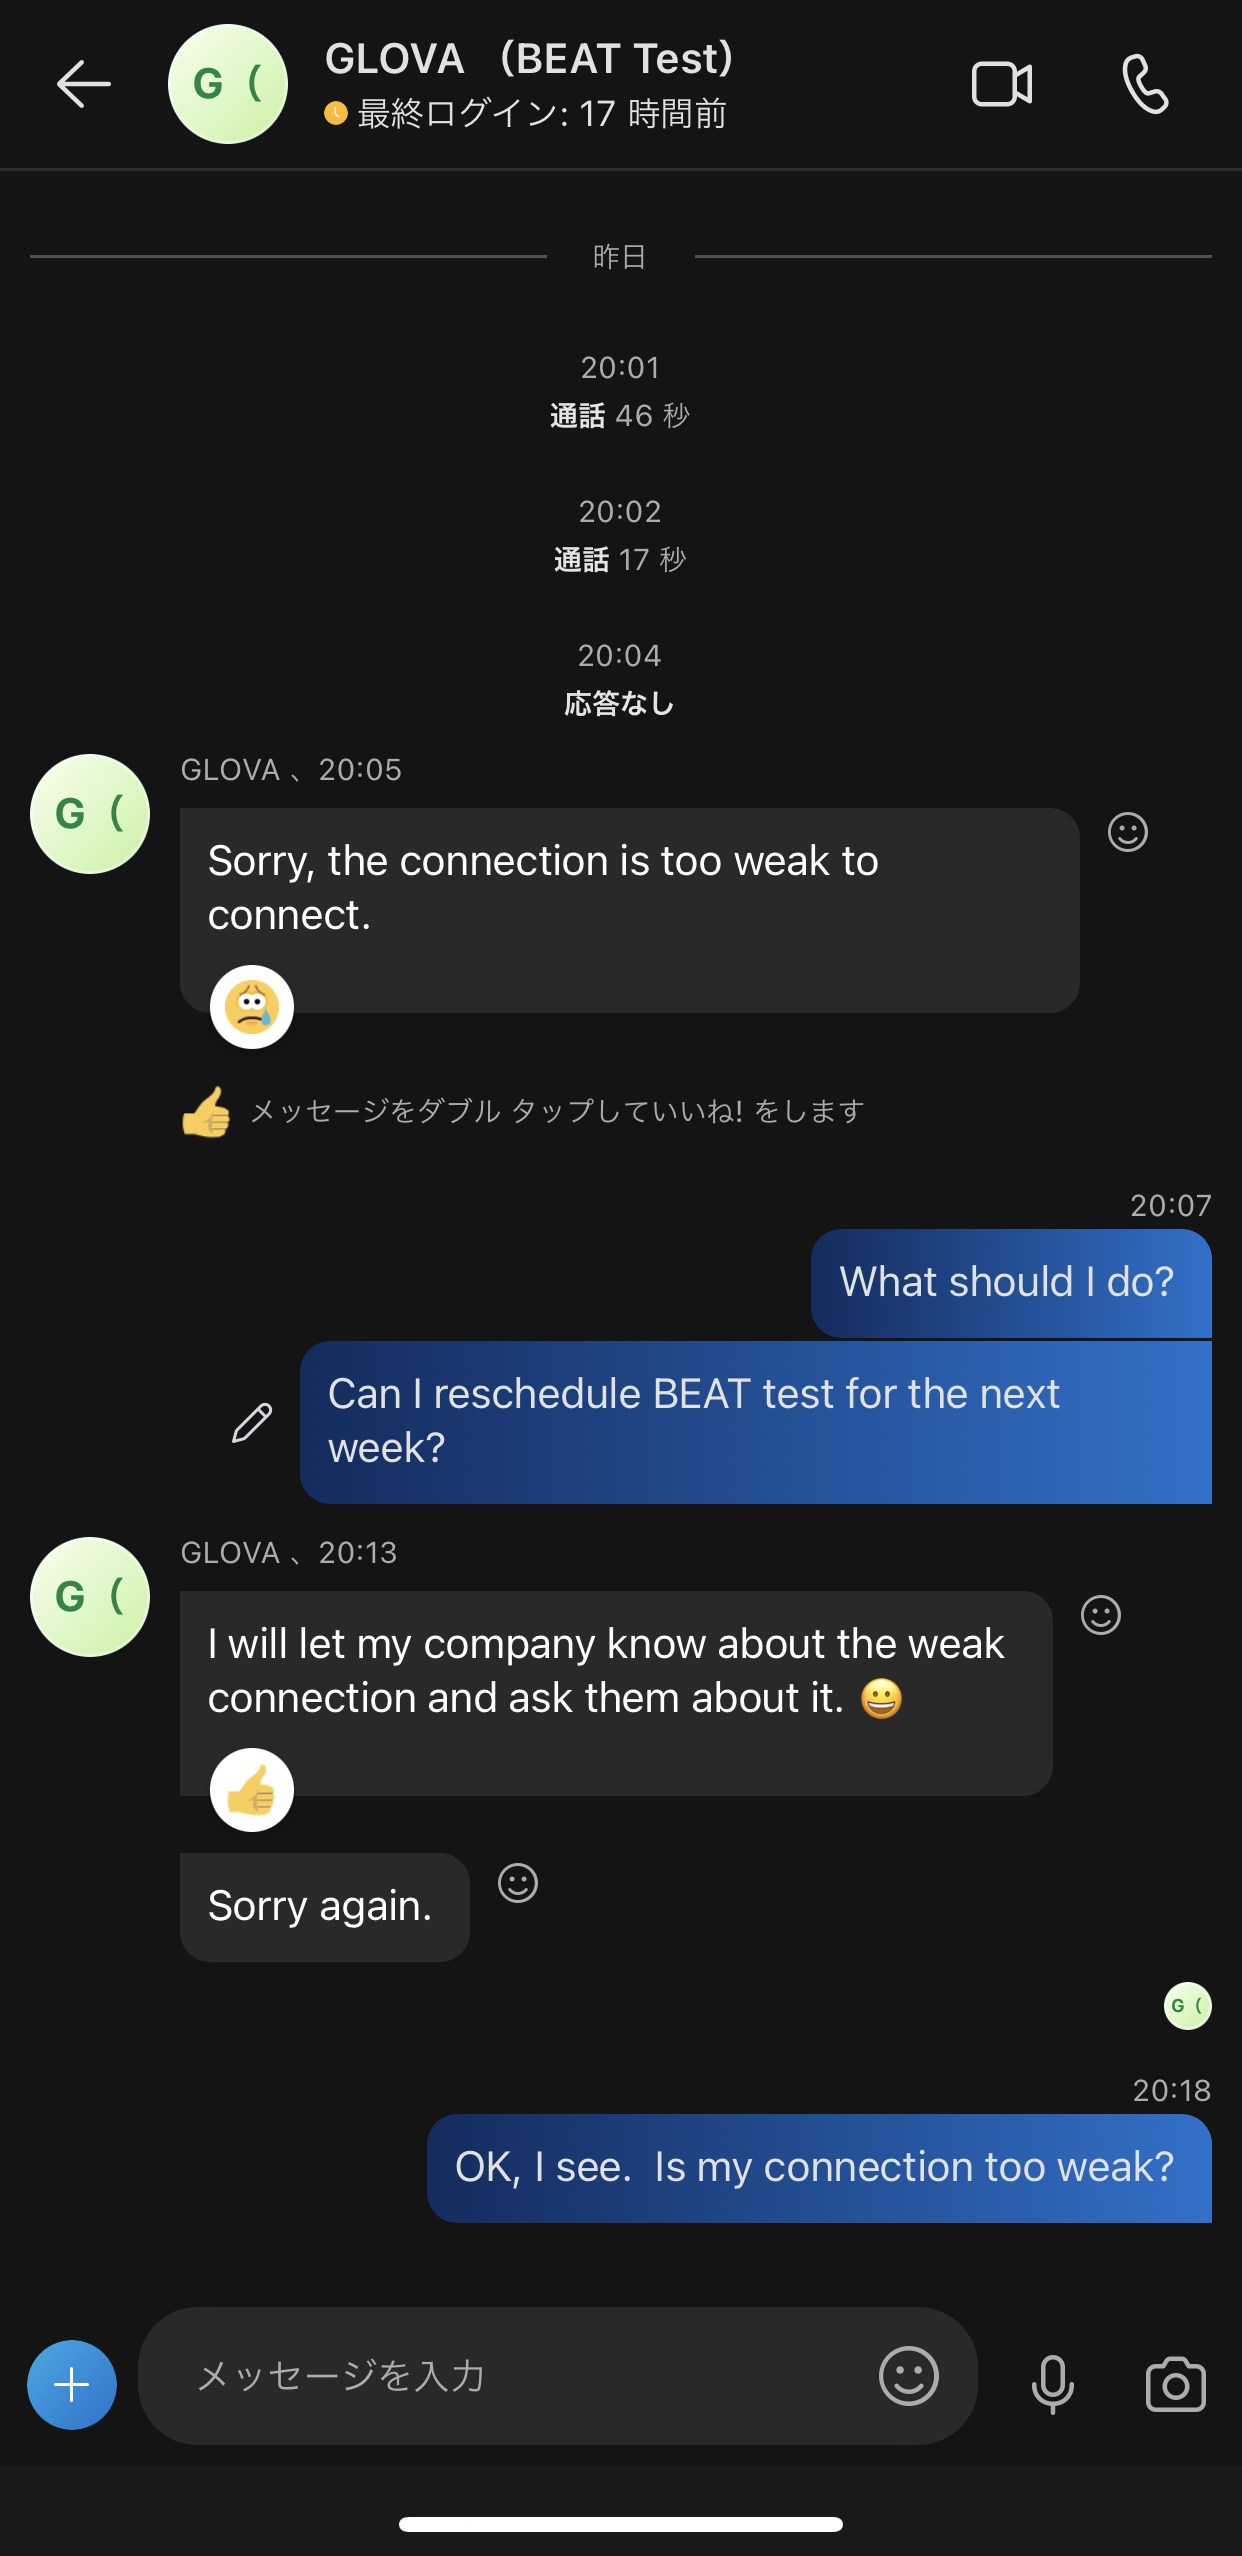 G (
GLOVA (BEAT Test)
最終ログイン: 17 時間前
昨日
20:01
通話 46 秒
20:02
通話 17 秒
20:04
応答なし
G (
GLOVA 、20:05
Sorry, the connection is too weak to
connect.
メッセージをダブル タップしていいね! をします
20:07
What should I do?
Can I reschedule BEAT test for the next
week?
G (
GLOVA 、20:13
I will let my company know about the weak
connection and ask them about it. 😀
Sorry again.
G (
20:18
OK, I see.  Is my connection too weak?
メッセージを入力